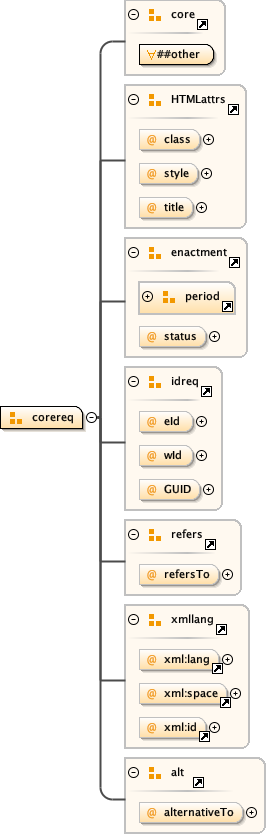 core
##other
HTMLattrs
@ class
@ style
@ title
enactment
period
@ status
idreq
@ eId
@ wId
@ GUID
corereq
refers
@ refersTo
xmllang
@ xml:lang
@ xml:space
@ xml:id
alt
@ alternativeTo